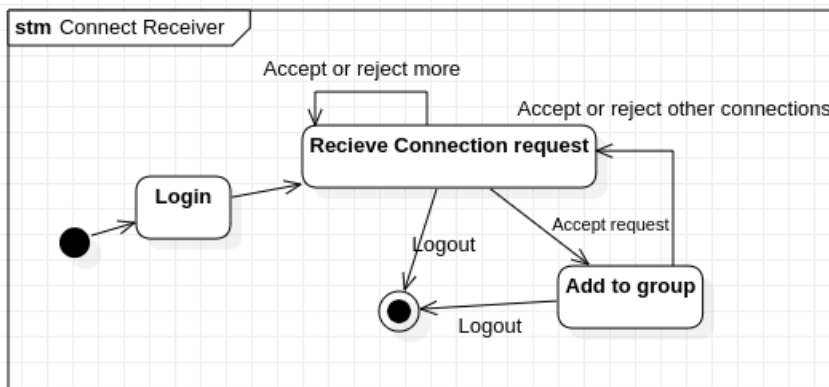 stm Connect Receiver
Accept or reject more
Accept or reject other connections
Recieve Connection request
Login
Accept request
Logout
Add to group
Logout